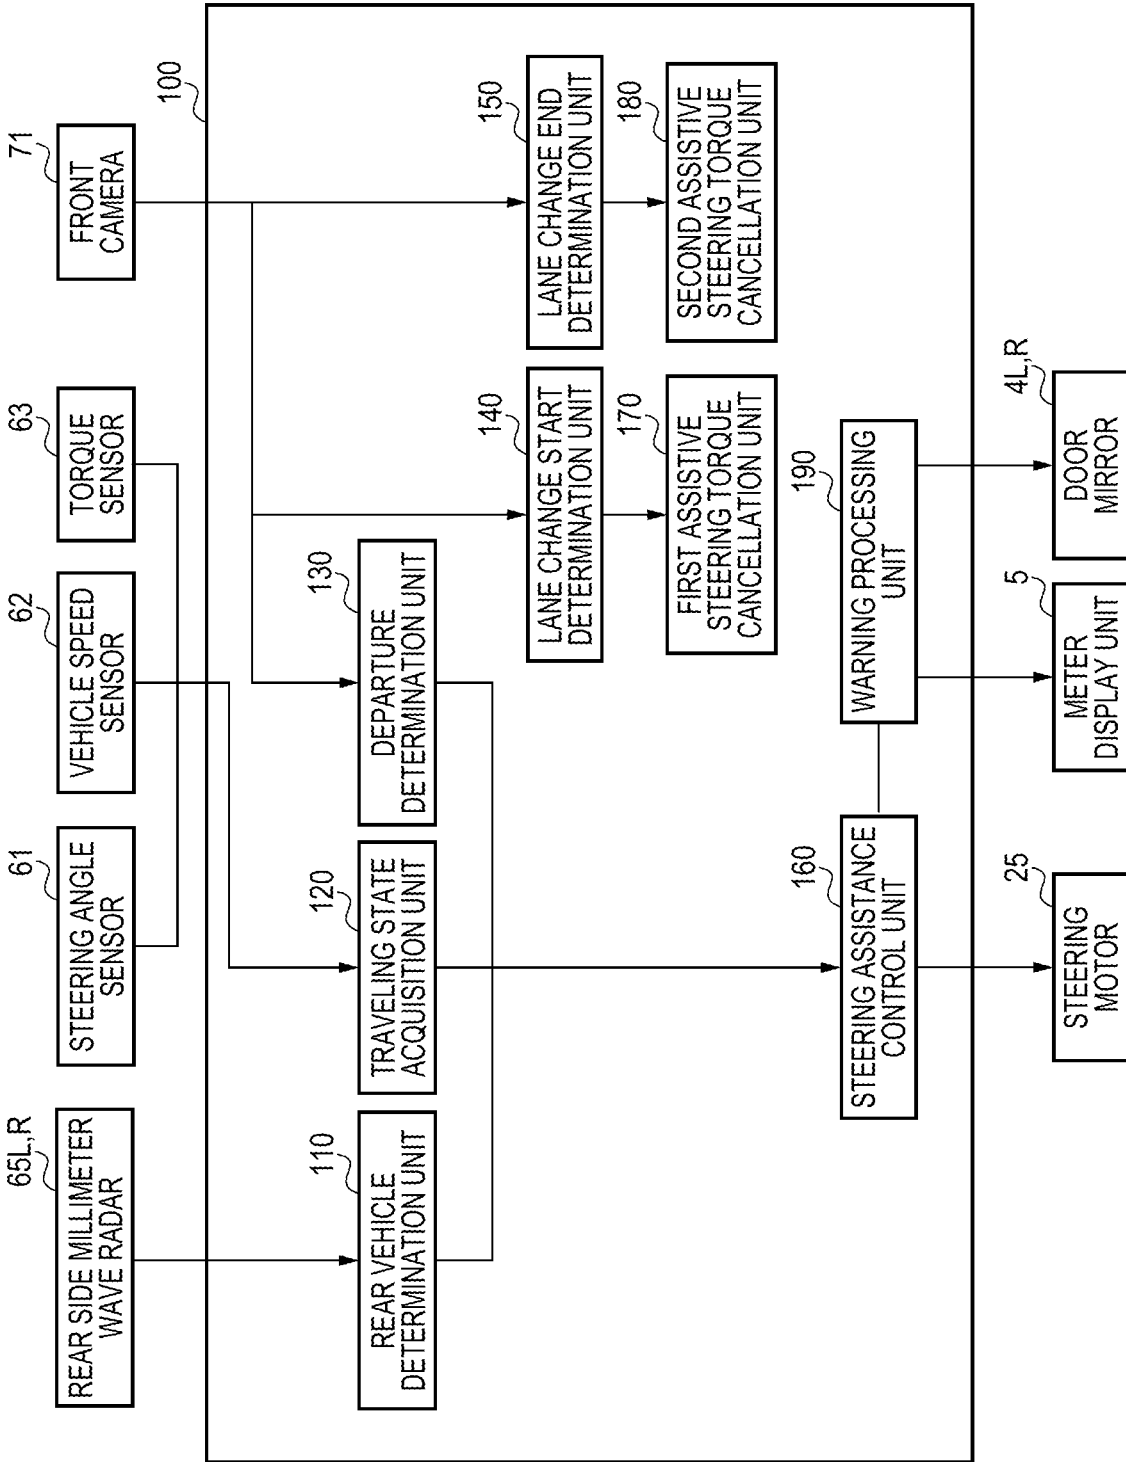 65L,R
REAR SIDE MILLIMETER
WAVE RADAR
61
STEERING ANGLE
SENSOR
62
VEHICLE SPEED
SENSOR
63
TORQUE
SENSOR
71
FRONT
CAMERA
100
110
REAR VEHICLE
DETERMINATION UNIT
120
TRAVELING STATE
ACQUISITION UNIT
130
DEPARTURE
DETERMINATION UNIT
140
LANE CHANGE START
DETERMINATION UNIT
150
LANE CHANGE END
DETERMINATION UNIT
170
FIRST ASSISTIVE
STEERING TORQUE
CANCELLATION UNIT
180
SECOND ASSISTIVE
STEERING TORQUE
CANCELLATION UNIT
160
STEERING ASSISTANCE
CONTROL UNIT
190
WARNING PROCESSING
UNIT
25
STEERING
MOTOR
5
METER
DISPLAY UNIT
4L,R
DOOR
MIRROR